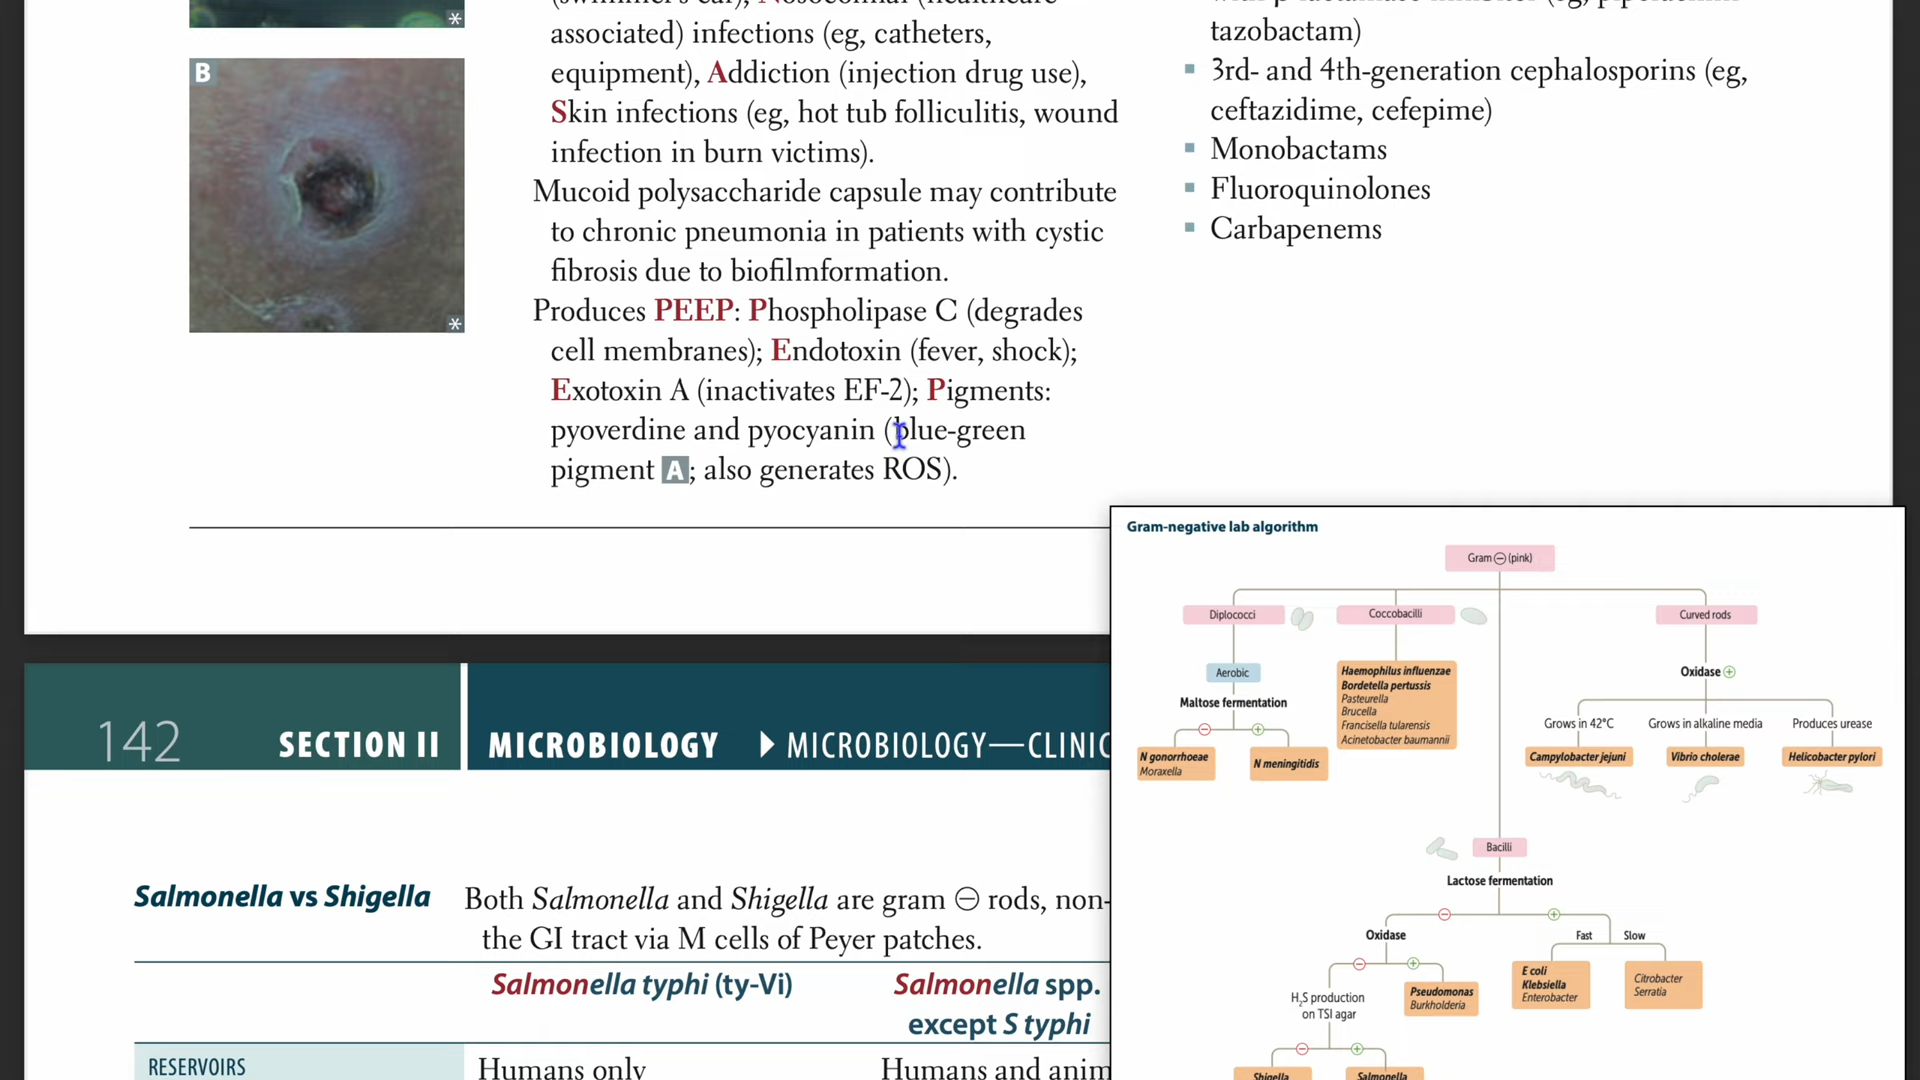 (swimmer's ear), Nosocomial (healthcare-
associated) infections (eg, catheters,
equipment), Addiction (injection drug use),
Skin infections (eg, hot tub folliculitis, wound
infection in burn victims).
Mucoid polysaccharide capsule may contribute
to chronic pneumonia in patients with cystic
fibrosis due to biofilmformation.
Produces PEEP: Phospholipase C (degrades
cell membranes); Endotoxin (fever, shock);
Exotoxin A (inactivates EF-2); Pigments:
pyoverdine and pyocyanin (blue-green
pigment A; also generates ROS).
B
*
*
tazobactam)
▪ 3rd- and 4th-generation cephalosporins (eg,
ceftazidime, cefepime)
▪ Monobactams
▪ Fluoroquinolones
▪ Carbapenems
142 SECTION II MICROBIOLOGY ▶ MICROBIOLOGY—CLINIC
Salmonella vs Shigella
Both Salmonella and Shigella are gram ⊖ rods, non-
the GI tract via M cells of Peyer patches.
Salmonella typhi (ty-Vi)
Salmonella spp.
except S typhi
RESERVOIRS
Humans only
Humans and anim
Gram-negative lab algorithm
Gram ⊖ (pink)
Diplococci
Coccobacilli
Curved rods
Aerobic
Maltose fermentation
N gonorrhoeae
Moraxella
N meningitidis
Haemophilus influenzae
Bordetella pertussis
Pasteurella
Brucella
Francisella tularensis
Acinetobacter baumannii
Oxidase ⊕
Grows in 42°C
Grows in alkaline media
Produces urease
Campylobacter jejuni
Vibrio cholerae
Helicobacter pylori
Bacilli
Lactose fermentation
Oxidase
Fast
Slow
H₂S production
on TSI agar
Pseudomonas
Burkholderia
E coli
Klebsiella
Enterobacter
Citrobacter
Serratia
Shigella
Salmonella